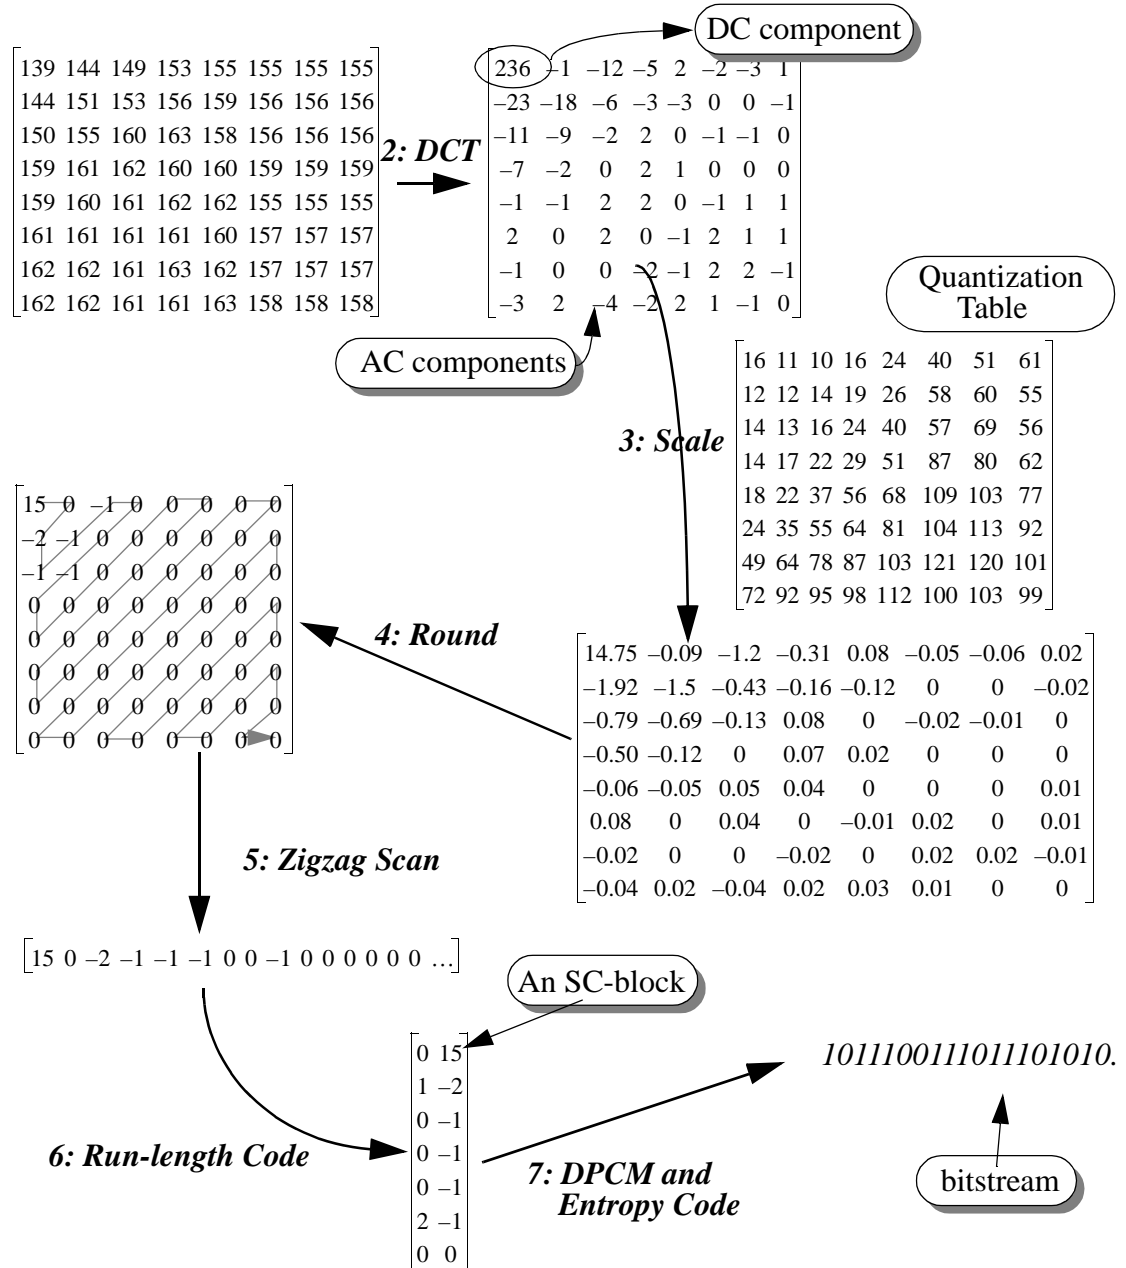 DC component
139 144 149 153 155 155 155 155
144 151 153 156 159 156 156 156
150 155 160 163 158 156 156 156
159 161 162 160 160 159 159 159
159 160 161 162 162 155 155 155
161 161 161 161 160 157 157 157
162 162 161 163 162 157 157 157
162 162 161 161 163 158 158 158
2: DCT
236 –1 –12 –5 2 –2 –3 1
–23 –18 –6 –3 –3 0 0 –1
–11 –9 –2 2 0 –1 –1 0
–7 –2 0 2 1 0 0 0
–1 –1 2 2 0 –1 1 1
2 0 2 0 –1 2 1 1
–1 0 0 –2 –1 2 2 –1
–3 2 –4 –2 2 1 –1 0
AC components
Quantization
Table
3: Scale
16 11 10 16 24 40 51 61
12 12 14 19 26 58 60 55
14 13 16 24 40 57 69 56
14 17 22 29 51 87 80 62
18 22 37 56 68 109 103 77
24 35 55 64 81 104 113 92
49 64 78 87 103 121 120 101
72 92 95 98 112 100 103 99
14.75 –0.09 –1.2 –0.31 0.08 –0.05 –0.06 0.02
–1.92 –1.5 –0.43 –0.16 –0.12 0 0 –0.02
–0.79 –0.69 –0.13 0.08 0 –0.02 –0.01 0
–0.50 –0.12 0 0.07 0.02 0 0 0
–0.06 –0.05 0.05 0.04 0 0 0 0.01
0.08 0 0.04 0 –0.01 0.02 0 0.01
–0.02 0 0 –0.02 0 0.02 0.02 –0.01
–0.04 0.02 –0.04 0.02 0.03 0.01 0 0
4: Round
15 0 –1 0 0 0 0 0
–2 –1 0 0 0 0 0 0
–1 –1 0 0 0 0 0 0
0 0 0 0 0 0 0 0
0 0 0 0 0 0 0 0
0 0 0 0 0 0 0 0
0 0 0 0 0 0 0 0
0 0 0 0 0 0 0 0
5: Zigzag Scan
15 0 –2 –1 –1 –1 0 0 –1 0 0 0 0 0 0 …
An SC-block
6: Run-length Code
0 15
1 –2
0 –1
0 –1
0 –1
2 –1
0 0
7: DPCM and
Entropy Code
1011100111011101010.
bitstream